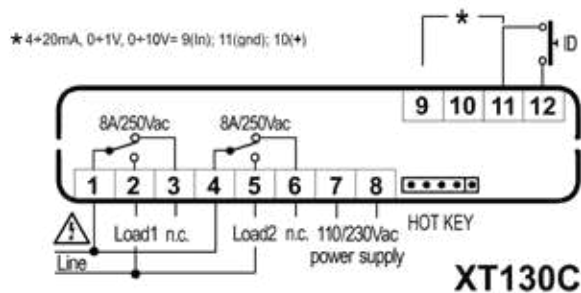 * 4÷20mA, 0÷1V, 0÷10V= 9(In); 11(gnd); 10(+)
*
ID
9 10 11 12
8A/250Vac 8A/250Vac
1 2 3 4 5 6 7 8
HOT KEY
Load1 n.c. Load2 n.c. 110/230Vac
power supply
Line
XT130C